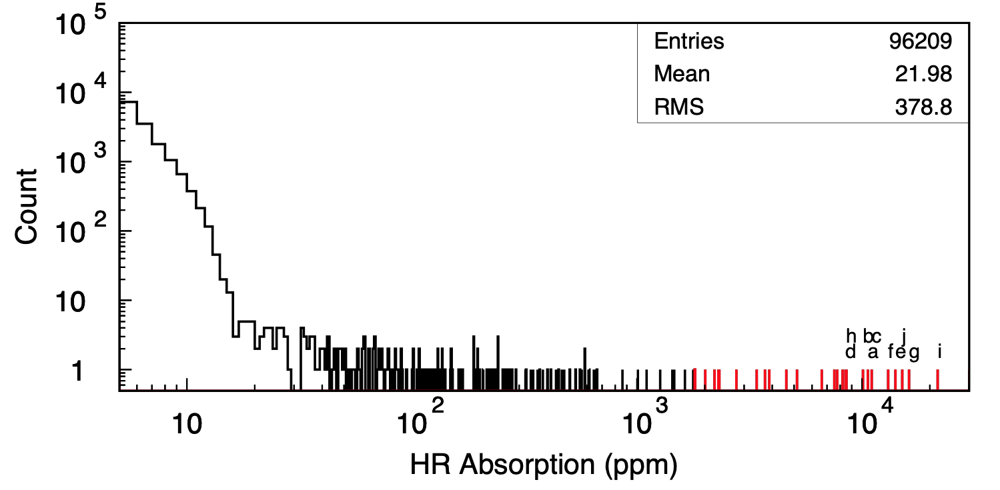 10 5
10 4
10 3
10 2
10
1
Count
Entries 96209
Mean 21.98
RMS 378.8
h bc j
d a feg i
10 10 2 10 3 10 4
HR Absorption (ppm)